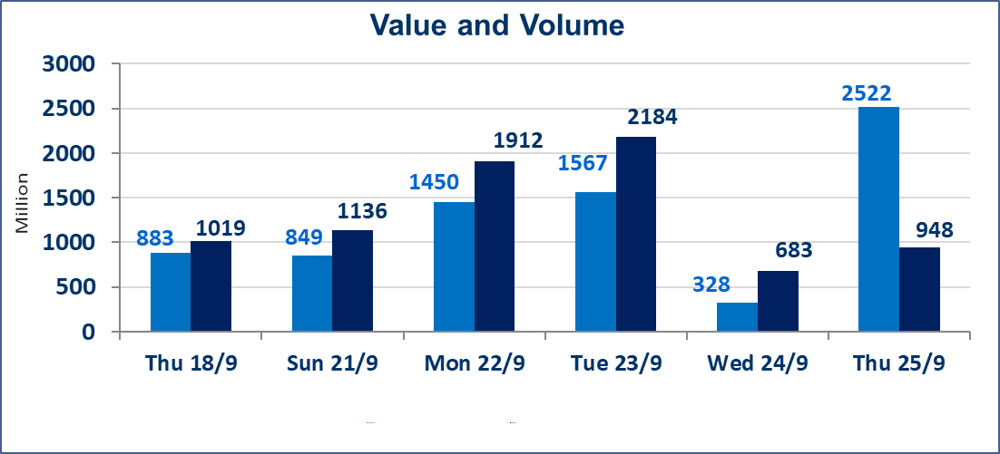 Value and Volume
3000
2500
2000
1500
1000
500
0
Million
883
1019
849
1136
1450
1912
1567
2184
328
683
2522
948
Thu 18/9
Sun 21/9
Mon 22/9
Tue 23/9
Wed 24/9
Thu 25/9